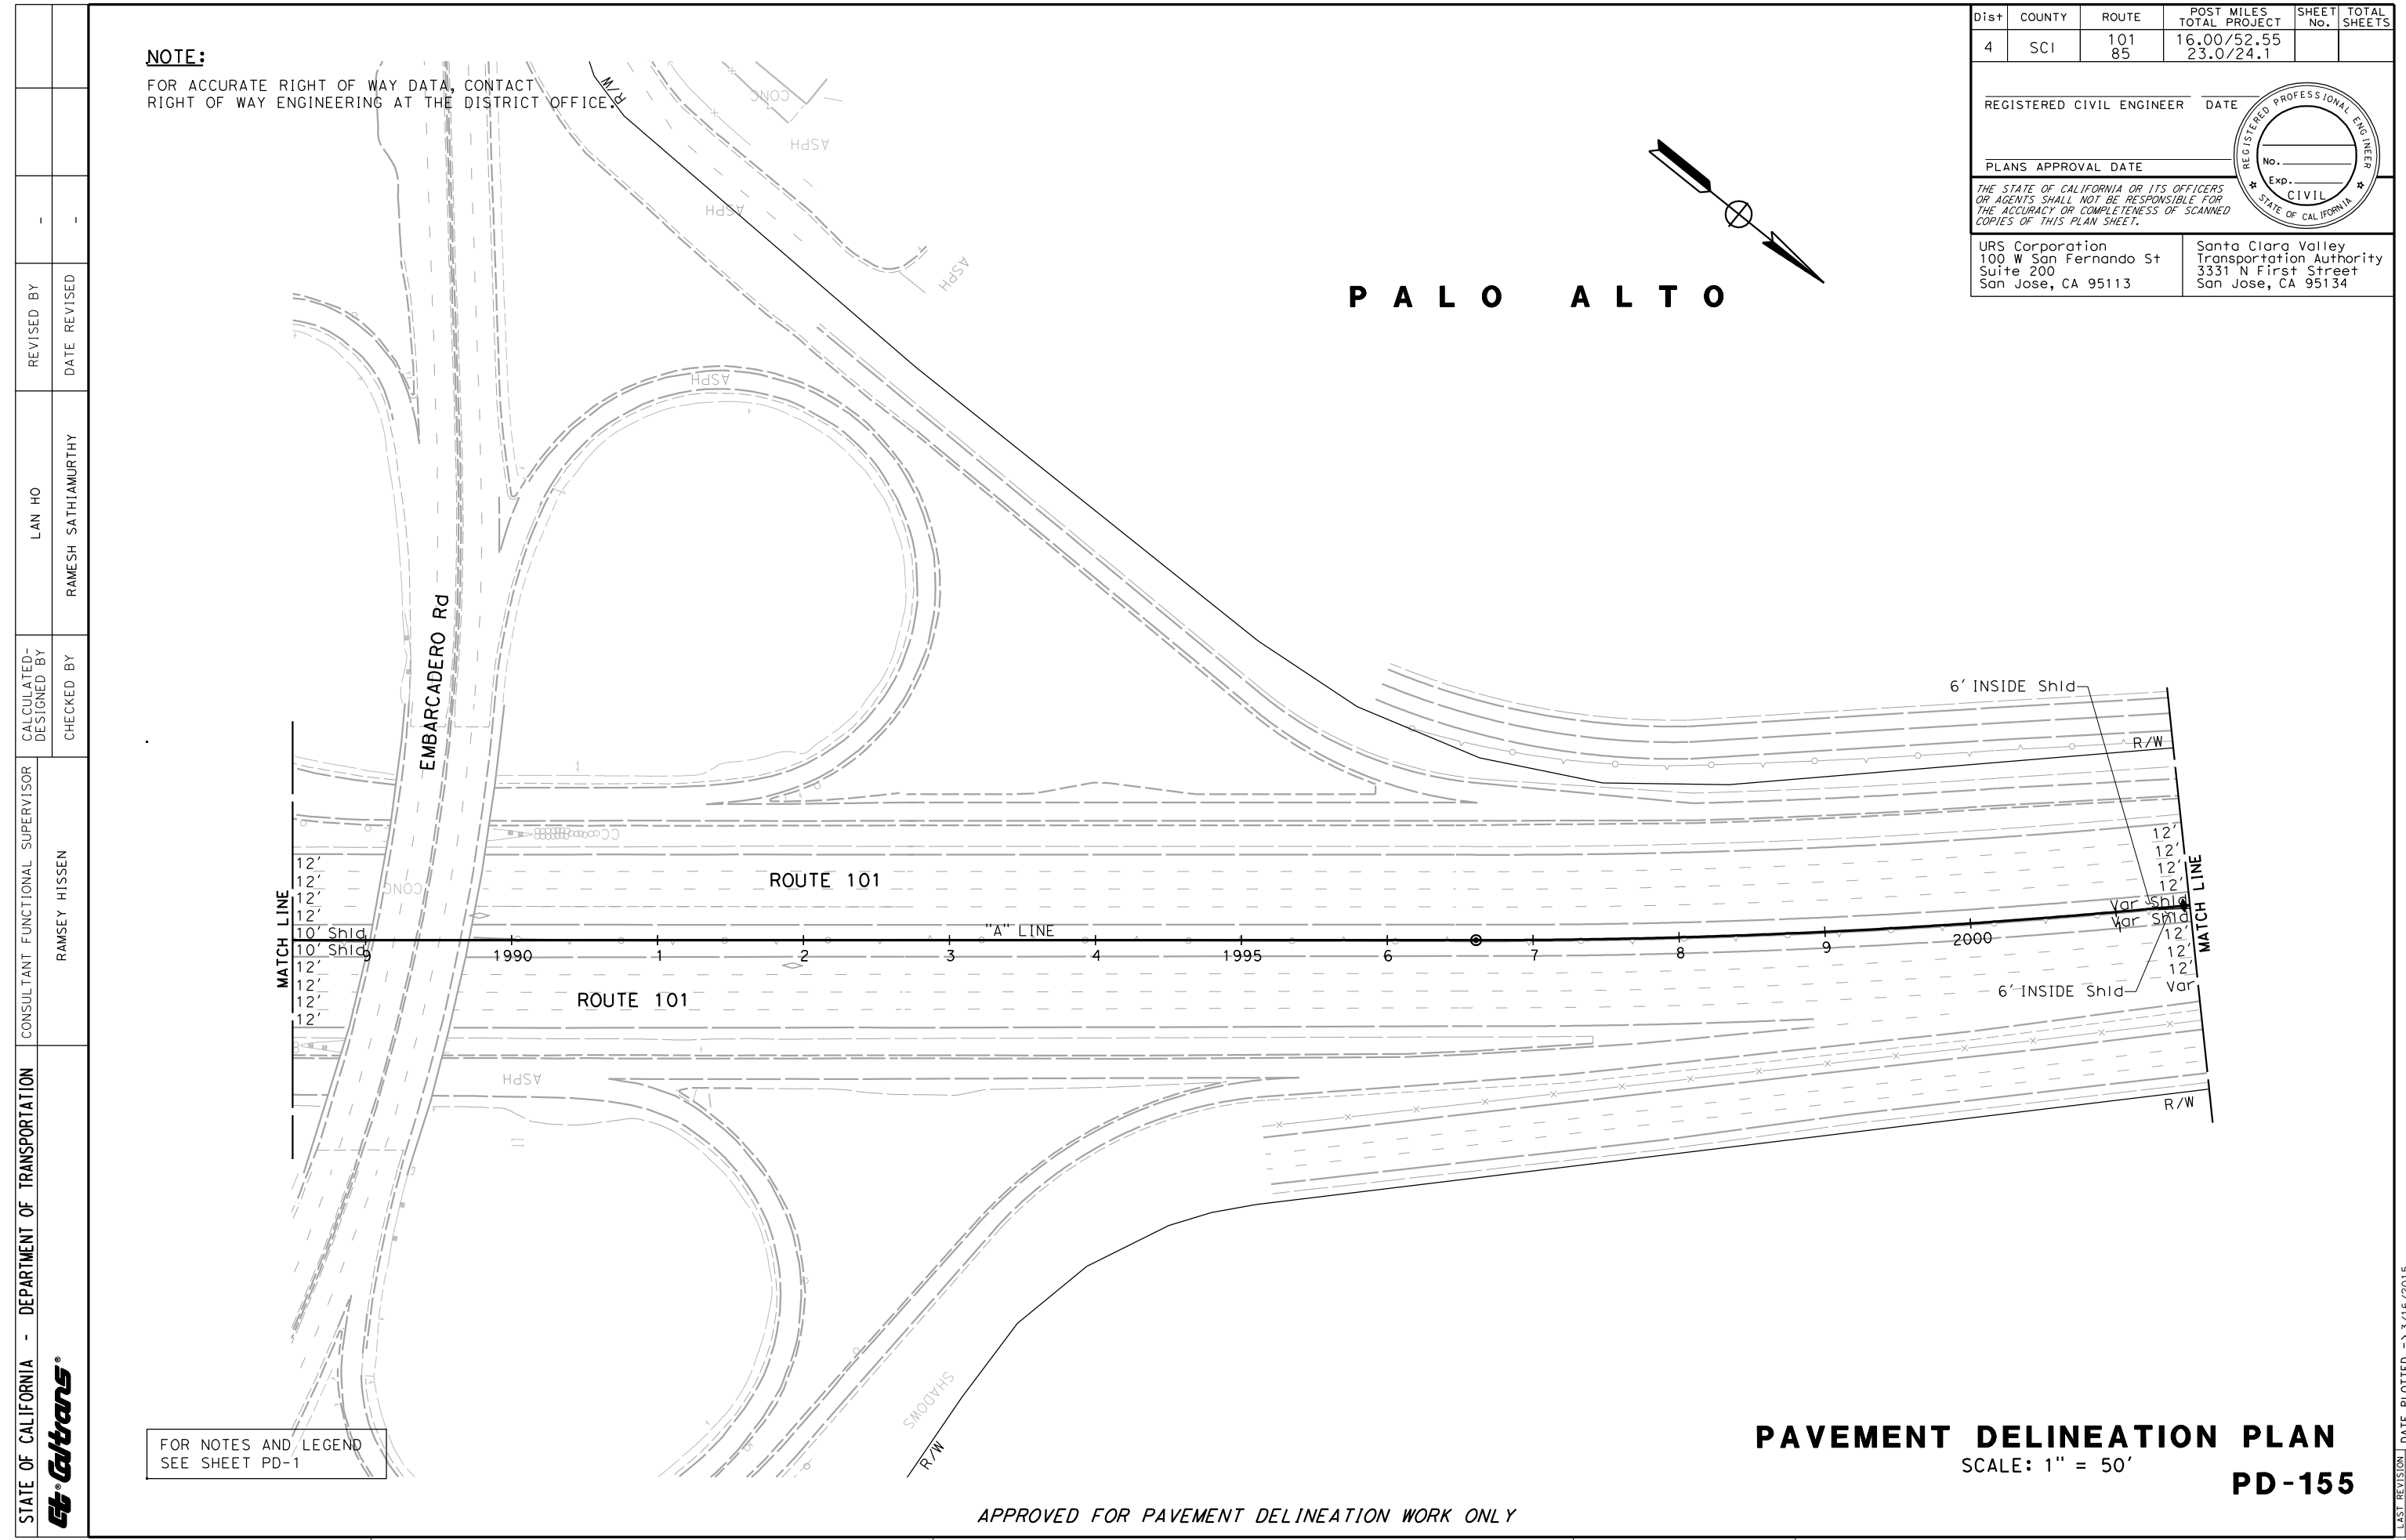 NOTE:
FOR ACCURATE RIGHT OF WAY DATA, CONTACT
RIGHT OF WAY ENGINEERING AT THE DISTRICT OFFICE.
Dist COUNTY ROUTE POST MILES TOTAL PROJECT SHEET No. TOTAL SHEETS
4 SCl 101 85 16.00/52.55 23.0/24.1
REGISTERED CIVIL ENGINEER DATE
PLANS APPROVAL DATE
REGISTERED PROFESSIONAL ENGINEER
No.
Exp.
CIVIL
STATE OF CALIFORNIA
THE STATE OF CALIFORNIA OR ITS OFFICERS
OR AGENTS SHALL NOT BE RESPONSIBLE FOR
THE ACCURACY OR COMPLETENESS OF SCANNED
COPIES OF THIS PLAN SHEET.
URS Corporation
100 W San Fernando St
Suite 200
San Jose, CA 95113
Santa Clara Valley
Transportation Authority
3331 N First Street
San Jose, CA 95134
PALO ALTO
R/W
CONC
ASPH
ASPH
ASPH
ASPH
EMBARCADERO Rd
6' INSIDE Shld
R/W
CC
12'
12'
12'
12'
10' Shld
10' Shld
12'
12'
12'
12'
MATCH LINE
CONC
ROUTE 101
"A" LINE
9 1990 1 2 3 4 1995 6 7 8 9 2000
ROUTE 101
12'
12'
12'
12'
Var Shld
Var Shld
12'
12'
12'
Var
MATCH LINE
6' INSIDE Shld
ASPH
R/W
SHADOWS
R/W
FOR NOTES AND LEGEND
SEE SHEET PD-1
PAVEMENT DELINEATION PLAN
SCALE: 1" = 50'
PD-155
APPROVED FOR PAVEMENT DELINEATION WORK ONLY
STATE OF CALIFORNIA - DEPARTMENT OF TRANSPORTATION
Caltrans
CONSULTANT FUNCTIONAL SUPERVISOR
RAMSEY HISSEN
CALCULATED-
DESIGNED BY
CHECKED BY
LAN HO
RAMESH SATHIAMURTHY
REVISED BY
DATE REVISED
-
-
LAST REVISION